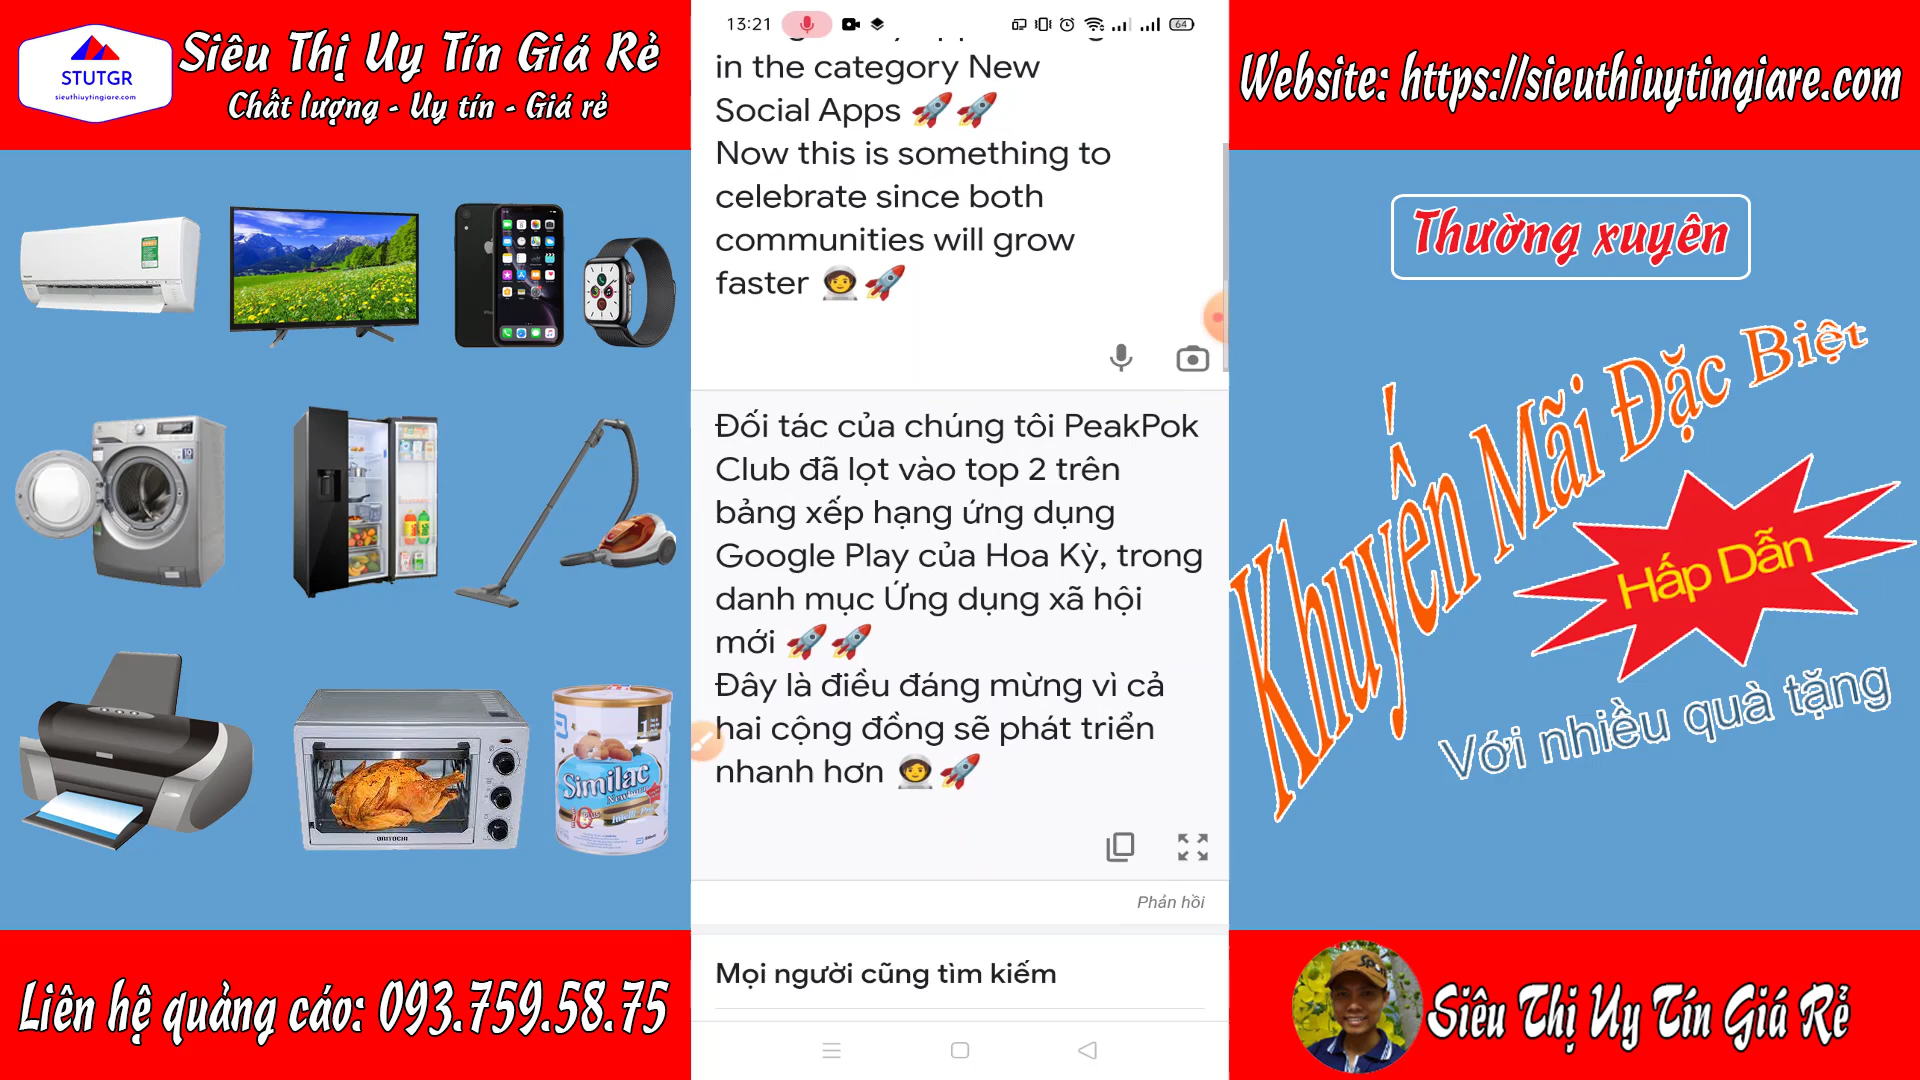 STUTGR
sieuthiuytingiare.com
Siêu Thị Uy Tín Giá Rẻ
Chất lượng - Uy tín - Giá rẻ
13:21
64
in the category New
Social Apps 🚀🚀
Now this is something to
celebrate since both
communities will grow
faster 🧑‍🚀🚀
Đối tác của chúng tôi PeakPok
Club đã lọt vào top 2 trên
bảng xếp hạng ứng dụng
Google Play của Hoa Kỳ, trong
danh mục Ứng dụng xã hội
mới 🚀🚀
Đây là điều đáng mừng vì cả
hai cộng đồng sẽ phát triển
nhanh hơn 🧑‍🚀🚀
Phản hồi
Mọi người cũng tìm kiếm
Website: https://sieuthiuytingiare.com
Thường xuyên
Khuyến Mãi Đặc Biệt
Hấp Dẫn
Với nhiều quà tặng
Similac
1
IQ
Liên hệ quảng cáo: 093.759.58.75
Siêu Thị Uy Tín Giá Rẻ